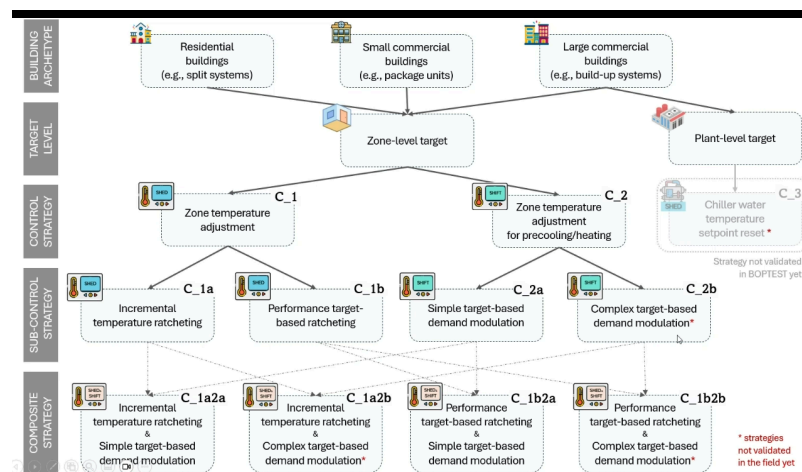 BUILDING
ARCHETYPE
Residential
buildings
(e.g., split systems)
Small commercial
buildings
(e.g., package units)
Large commercial
buildings
(e.g., build-up systems)
TARGET
LEVEL
Zone-level target
Plant-level target
CONTROL
STRATEGY
SHED
C_1
Zone temperature
adjustment
SHIFT
C_2
Zone temperature
adjustment
for precooling/heating
SHED
C_3
Chiller water
temperature
setpoint reset *
Strategy not validated
in BOPTEST yet
SUB-CONTROL
STRATEGY
SHED
C_1a
Incremental
temperature ratcheting
SHED
C_1b
Performance target-
based ratcheting
SHIFT
C_2a
Simple target-based
demand modulation
SHIFT
C_2b
Complex target-based
demand modulation*
COMPOSITE
STRATEGY
SHED,
SHIFT
C_1a2a
Incremental
temperature ratcheting
&
Simple target-based
demand modulation
SHED,
SHIFT
C_1a2b
Incremental
temperature ratcheting
&
Complex target-based
demand modulation*
SHED,
SHIFT
C_1b2a
Performance
target-based ratcheting
&
Simple target-based
demand modulation
SHED,
SHIFT
C_1b2b
Performance
target-based ratcheting
&
Complex target-based
demand modulation*
* strategies
not validated
in the field yet